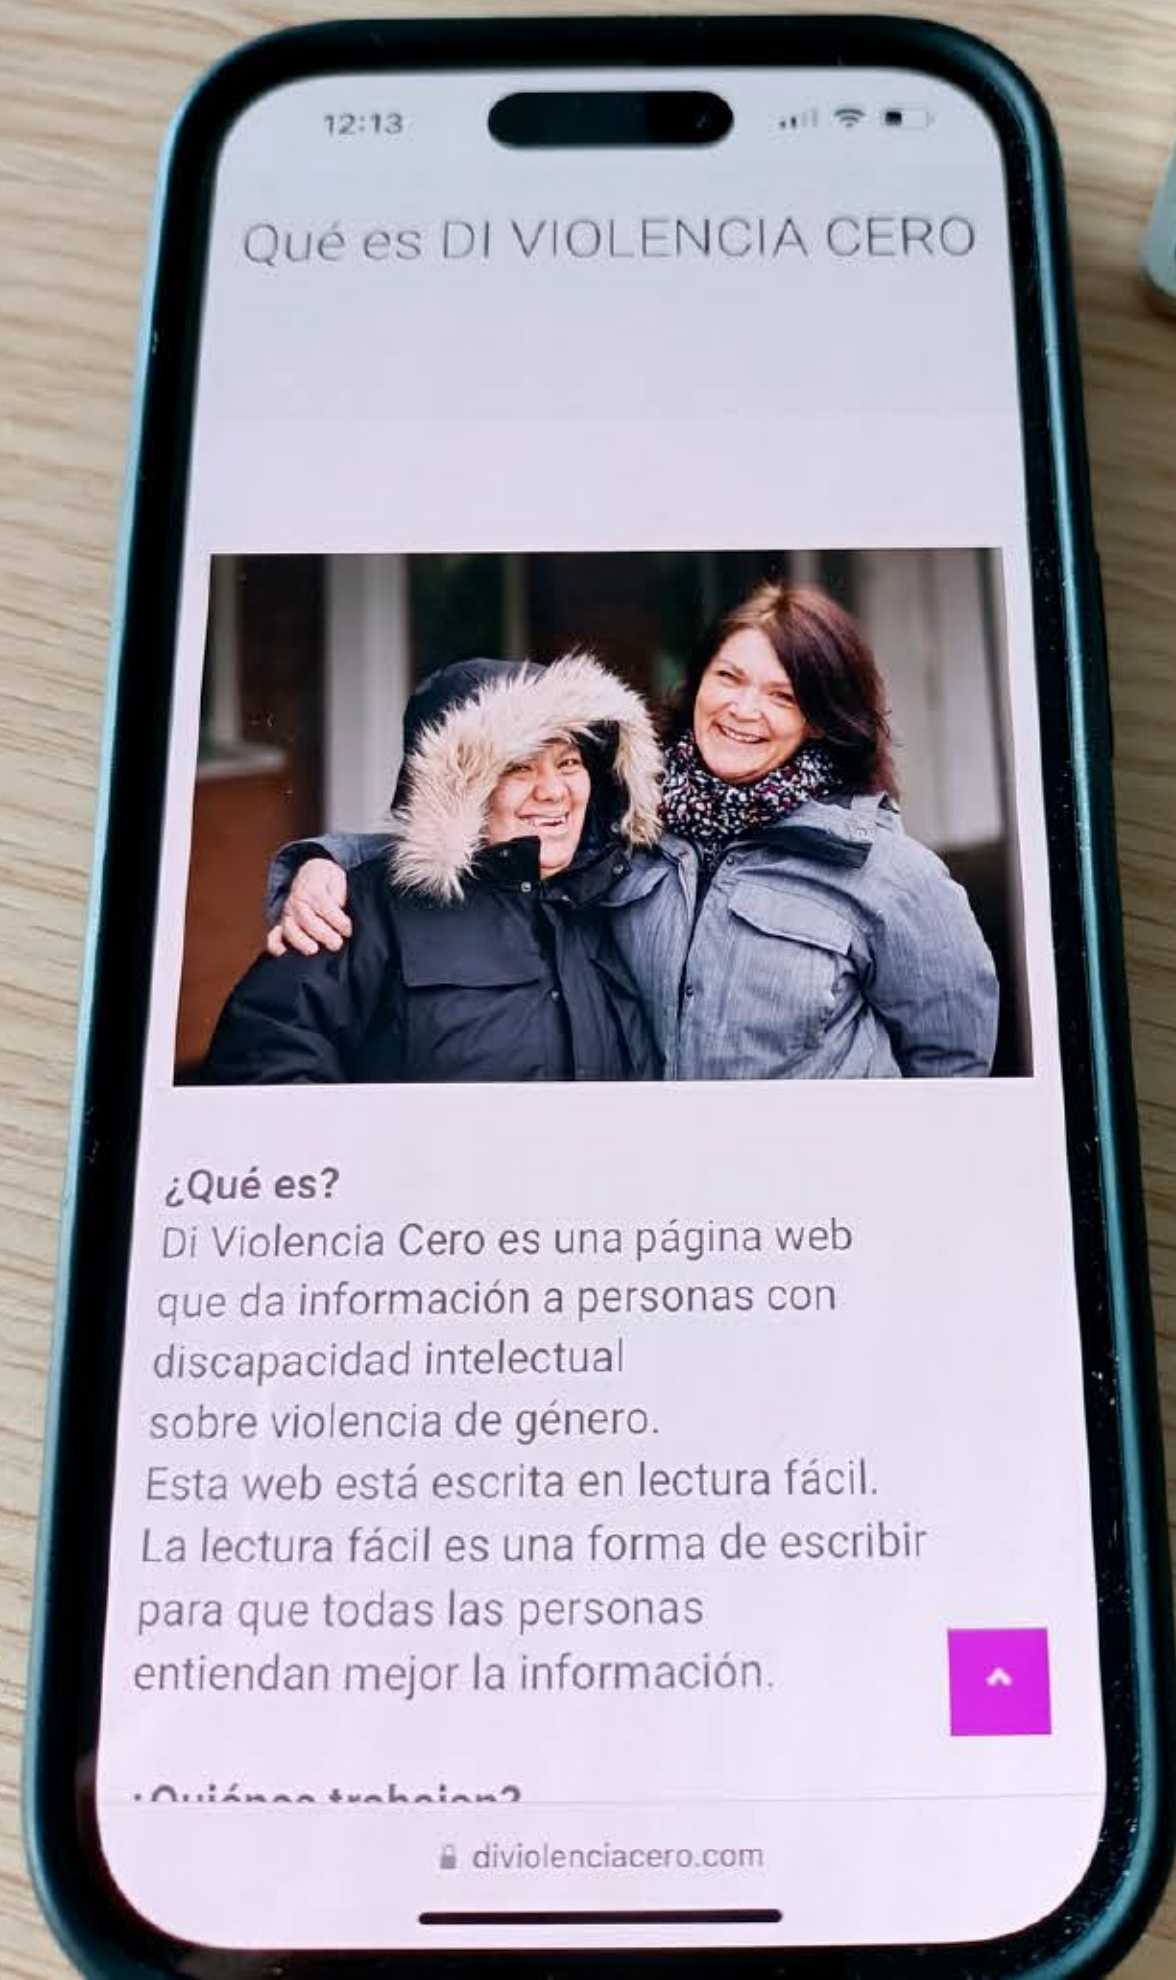 12:13
Qué es DI VIOLENCIA CERO
¿Qué es?
Di Violencia Cero es una página web
que da información a personas con
discapacidad intelectual
sobre violencia de género.
Esta web está escrita en lectura fácil.
La lectura fácil es una forma de escribir
para que todas las personas
entiendan mejor la información.
¿Quiénes trabajan?
diviolenciacero.com